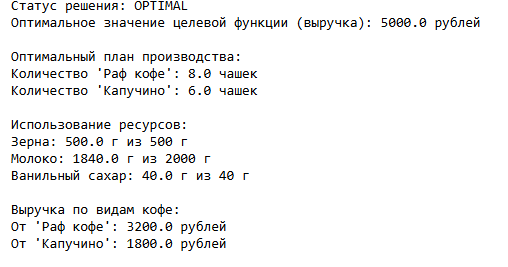 Статус решения: OPTIMAL
Оптимальное значение целевой функции (выручка): 5000.0 рублей
Оптимальный план производства:
Количество 'Раф кофе': 8.0 чашек
Количество 'Капучино': 6.0 чашек
Использование ресурсов:
Зерна: 500.0 г из 500 г
Молоко: 1840.0 г из 2000 г
Ванильный сахар: 40.0 г из 40 г
Выручка по видам кофе:
От 'Раф кофе': 3200.0 рублей
От 'Капучино': 1800.0 рублей